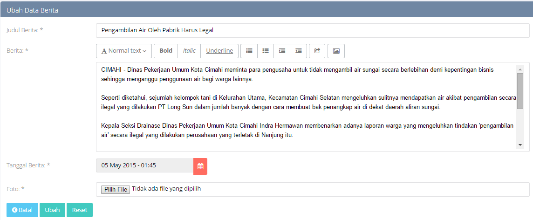 Ubah Data Berita
Judul Berita: *
Pengambilan Air Oleh Pabrik Harus Legal
Berita: *
Normal text
Bold
Italic
Underline
CIMAHI - Dinas Pekerjaan Umum Kota Cimahi meminta para pengusaha untuk tidak mengambil air sungai secara berlebihan demi kepentingan bisnis
sehingga menganggu penggunaan air bagi warga lainnya.
Seperti diketahui, sejumlah kelompok tani di Kelurahan Utama, Kecamatan Cimahi Selatan mengeluhkan sulitnya mendapatkan air akibat pengambilan secara
ilegal yang dilakukan PT Long Sun dalam jumlah banyak dengan cara membuat bak penangkap air di dekat daerah aliran sungai.
Kepala Seksi Drainase Dinas Pekerjaan Umum Kota Cimahi Indra Hermawan membenarkan adanya laporan warga yang mengeluhkan tindakan 'pengambilan
air' secara ilegal yang dilakukan perusahaan yang terletak di Nanjung itu.
Tanggal Berita: *
05 May 2015 - 01:45
Foto: *
Pilih File
Tidak ada file yang dipilih
Batal
Ubah
Reset